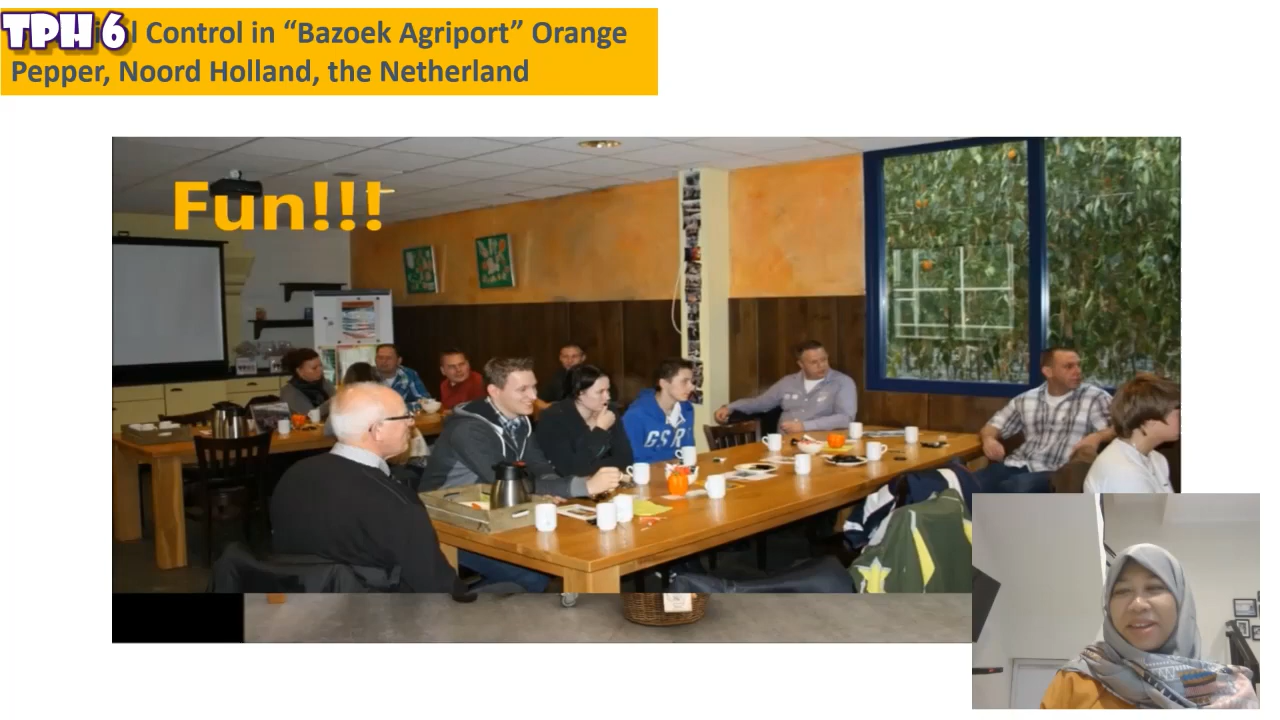 TPH 6 Control in “Bazoek Agriport” Orange
Pepper, Noord Holland, the Netherland
Fun!!!
GSR